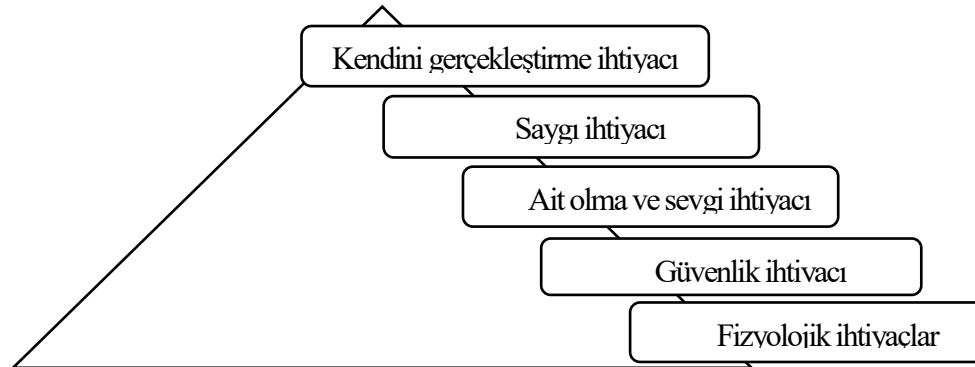 Kendini gerçekleştirme ihtiyacı
Saygı ihtiyacı
Ait olma ve sevgi ihtiyacı
Güvenlik ihtiyacı
Fizyolojik ihtiyaçlar